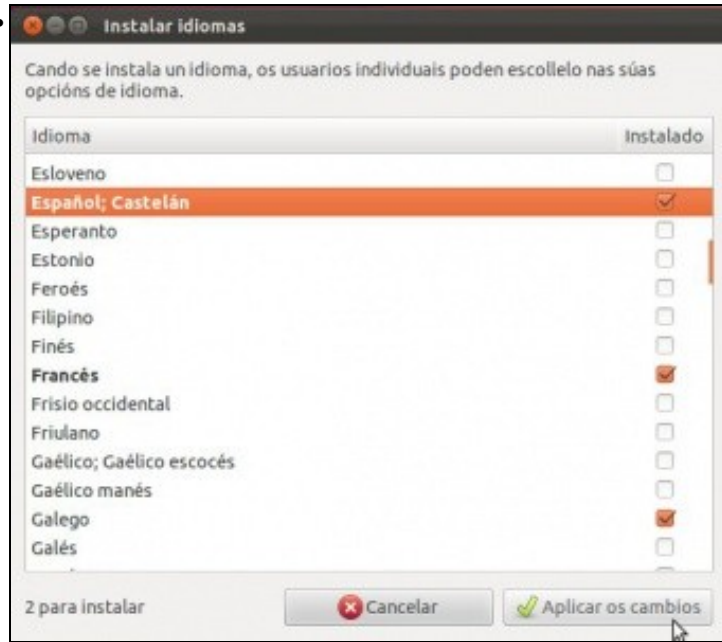 Instalar idiomas
Cando se instala un idioma, os usuarios individuais poden escollelo nas súas
opcións de idioma.
Idioma Instalado
Esloveno
Español; Castelán
Esperanto
Estonio
Feroés
Filipino
Finés
Francés
Frisio occidental
Friulano
Gaélico; Gaélico escocés
Gaélico manés
Galego
Galés
2 para instalar Cancelar Aplicar os cambios